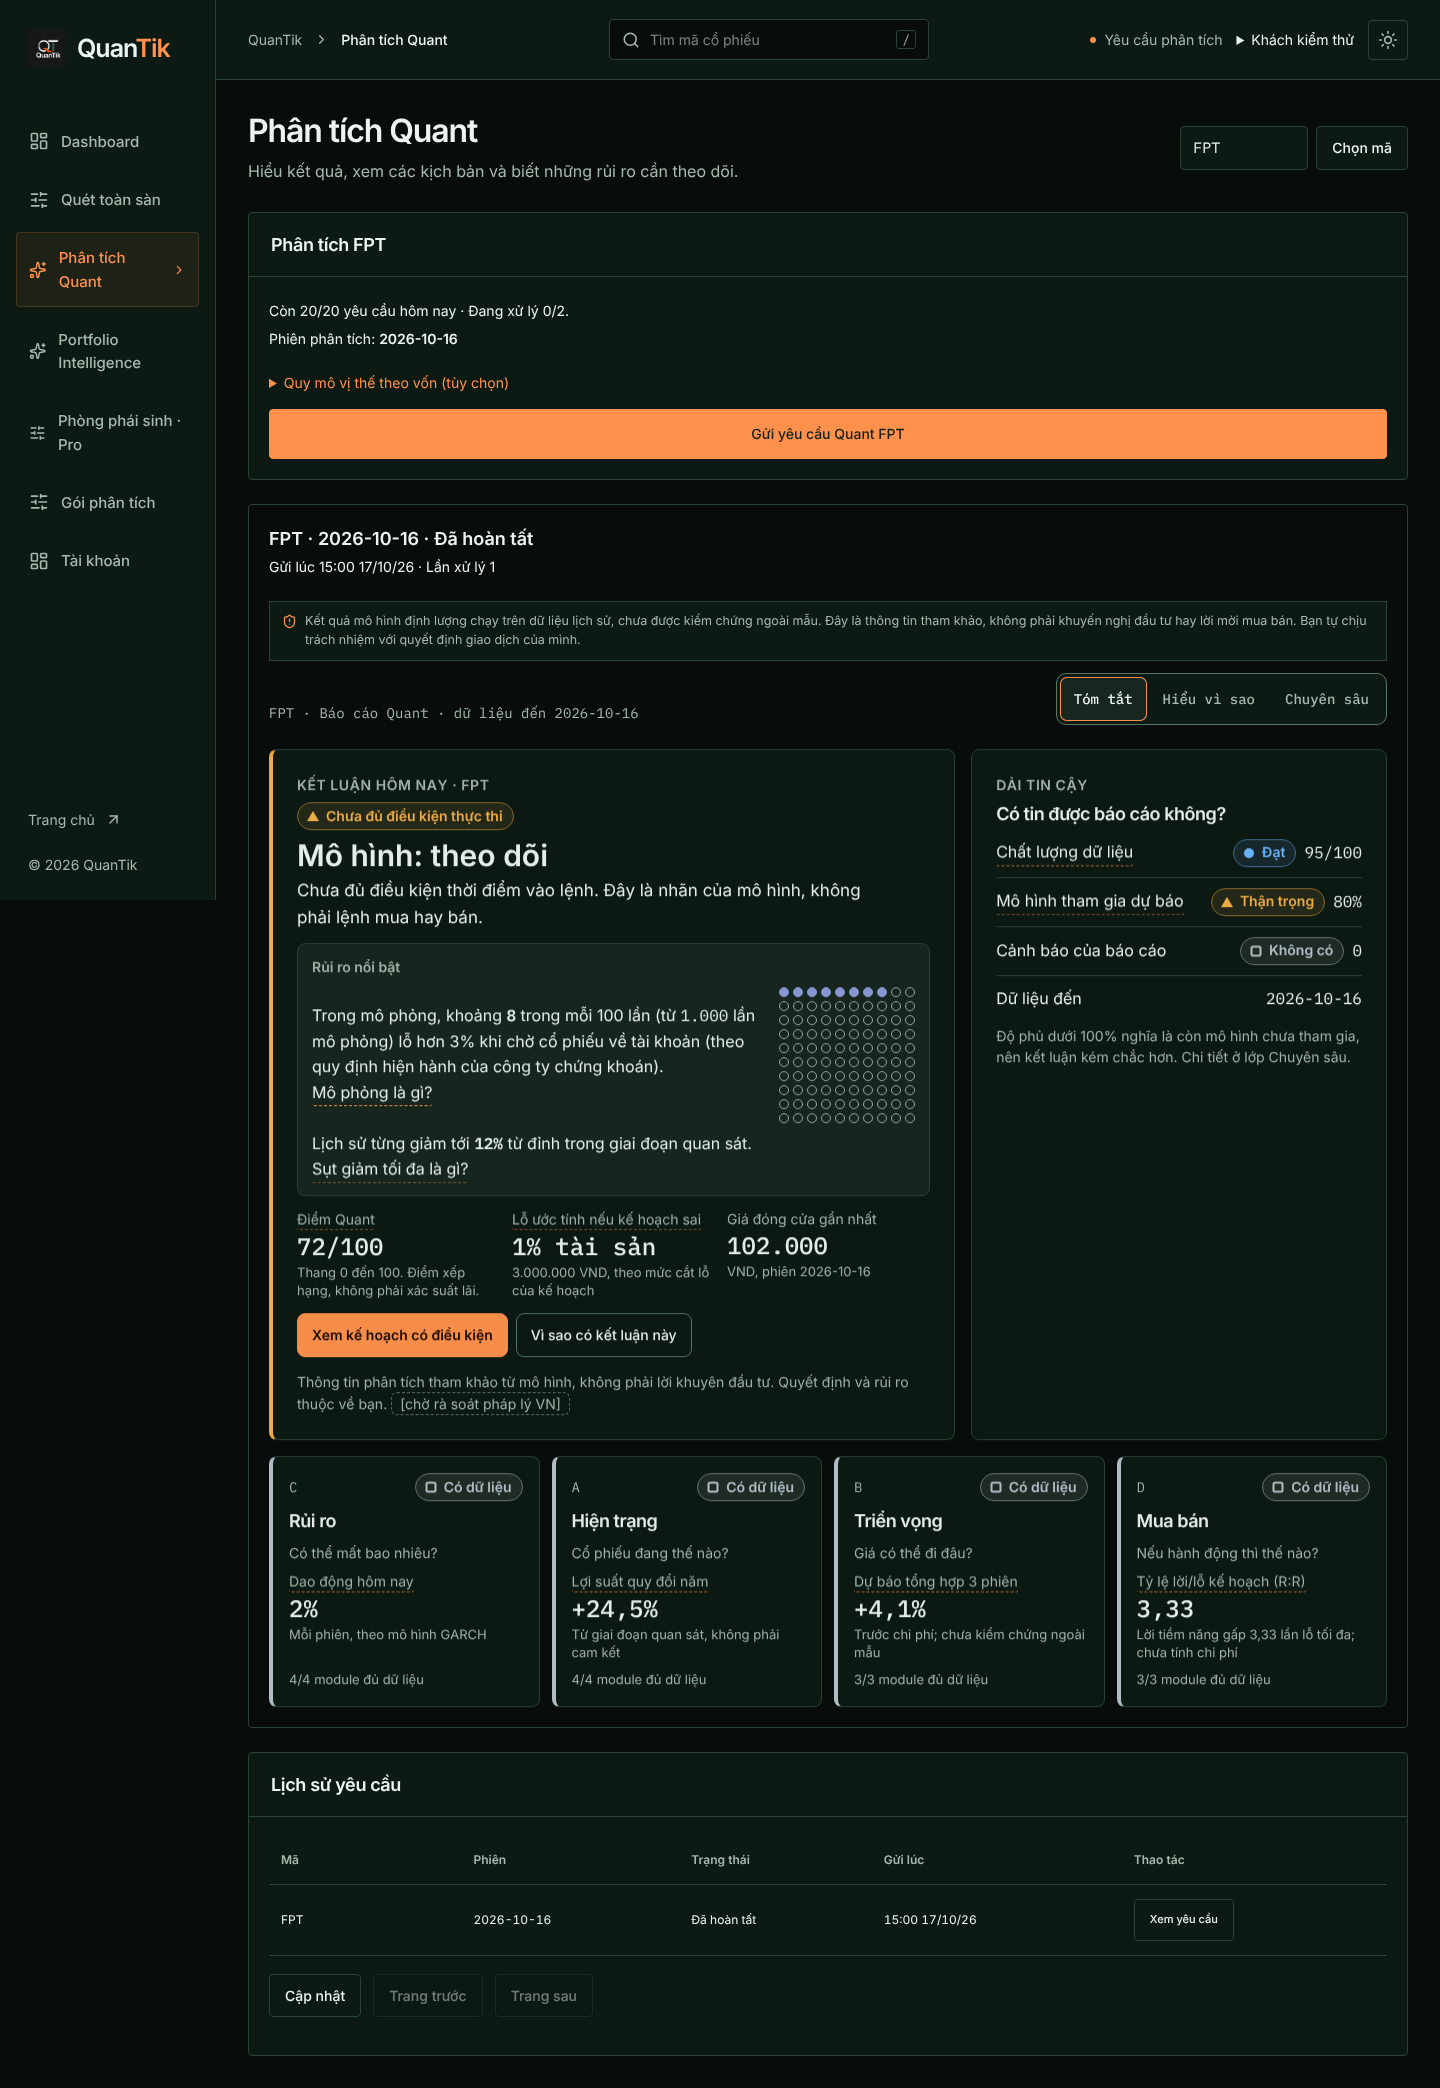 QuanTik
QuanTik
Dashboard
Quét toàn sàn
Phân tích
Quant
Portfolio
Intelligence
Phòng phái sinh ·
Pro
Gói phân tích
Tài khoản
Trang chủ
© 2026 QuanTik
QuanTik
Phân tích Quant
Tìm mã cổ phiếu
/
Yêu cầu phân tích
Khách kiểm thử
Phân tích Quant
Hiểu kết quả, xem các kịch bản và biết những rủi ro cần theo dõi.
FPT
Chọn mã
Phân tích FPT
Còn 20/20 yêu cầu hôm nay · Đang xử lý 0/2.
Phiên phân tích: 2026-10-16
Quy mô vị thế theo vốn (tùy chọn)
Gửi yêu cầu Quant FPT
FPT · 2026-10-16 · Đã hoàn tất
Gửi lúc 15:00 17/10/26 · Lần xử lý 1
Kết quả mô hình định lượng chạy trên dữ liệu lịch sử, chưa được kiểm chứng ngoài mẫu. Đây là thông tin tham khảo, không phải khuyến nghị đầu tư hay lời mời mua bán. Bạn tự chịu
trách nhiệm với quyết định giao dịch của mình.
FPT · Báo cáo Quant · dữ liệu đến 2026-10-16
Tóm tắt
Hiểu vì sao
Chuyên sâu
KẾT LUẬN HÔM NAY · FPT
Chưa đủ điều kiện thực thi
Mô hình: theo dõi
Chưa đủ điều kiện thời điểm vào lệnh. Đây là nhãn của mô hình, không
phải lệnh mua hay bán.
Rủi ro nổi bật
Trong mô phỏng, khoảng 8 trong mỗi 100 lần (từ 1.000 lần
mô phỏng) lỗ hơn 3% khi chờ cổ phiếu về tài khoản (theo
quy định hiện hành của công ty chứng khoán).
Mô phỏng là gì?
Lịch sử từng giảm tới 12% từ đỉnh trong giai đoạn quan sát.
Sụt giảm tối đa là gì?
Điểm Quant
72/100
Thang 0 đến 100. Điểm xếp
hạng, không phải xác suất lãi.
Lỗ ước tính nếu kế hoạch sai
1% tài sản
3.000.000 VND, theo mức cắt lỗ
của kế hoạch
Giá đóng cửa gần nhất
102.000
VND, phiên 2026-10-16
Xem kế hoạch có điều kiện
Vì sao có kết luận này
Thông tin phân tích tham khảo từ mô hình, không phải lời khuyên đầu tư. Quyết định và rủi ro
thuộc về bạn. [chờ rà soát pháp lý VN]
DẢI TIN CẬY
Có tin được báo cáo không?
Chất lượng dữ liệu
Đạt
95/100
Mô hình tham gia dự báo
Thận trọng
80%
Cảnh báo của báo cáo
Không có
0
Dữ liệu đến
2026-10-16
Độ phủ dưới 100% nghĩa là còn mô hình chưa tham gia,
nên kết luận kém chắc hơn. Chi tiết ở lớp Chuyên sâu.
C
Có dữ liệu
Rủi ro
Có thể mất bao nhiêu?
Dao động hôm nay
2%
Mỗi phiên, theo mô hình GARCH
4/4 module đủ dữ liệu
A
Có dữ liệu
Hiện trạng
Cổ phiếu đang thế nào?
Lợi suất quy đổi năm
+24,5%
Từ giai đoạn quan sát, không phải
cam kết
4/4 module đủ dữ liệu
B
Có dữ liệu
Triển vọng
Giá có thể đi đâu?
Dự báo tổng hợp 3 phiên
+4,1%
Trước chi phí; chưa kiểm chứng ngoài
mẫu
3/3 module đủ dữ liệu
D
Có dữ liệu
Mua bán
Nếu hành động thì thế nào?
Tỷ lệ lời/lỗ kế hoạch (R:R)
3,33
Lời tiềm năng gấp 3,33 lần lỗ tối đa;
chưa tính chi phí
3/3 module đủ dữ liệu
Lịch sử yêu cầu
Mã
Phiên
Trạng thái
Gửi lúc
Thao tác
FPT
2026-10-16
Đã hoàn tất
15:00 17/10/26
Xem yêu cầu
Cập nhật
Trang trước
Trang sau